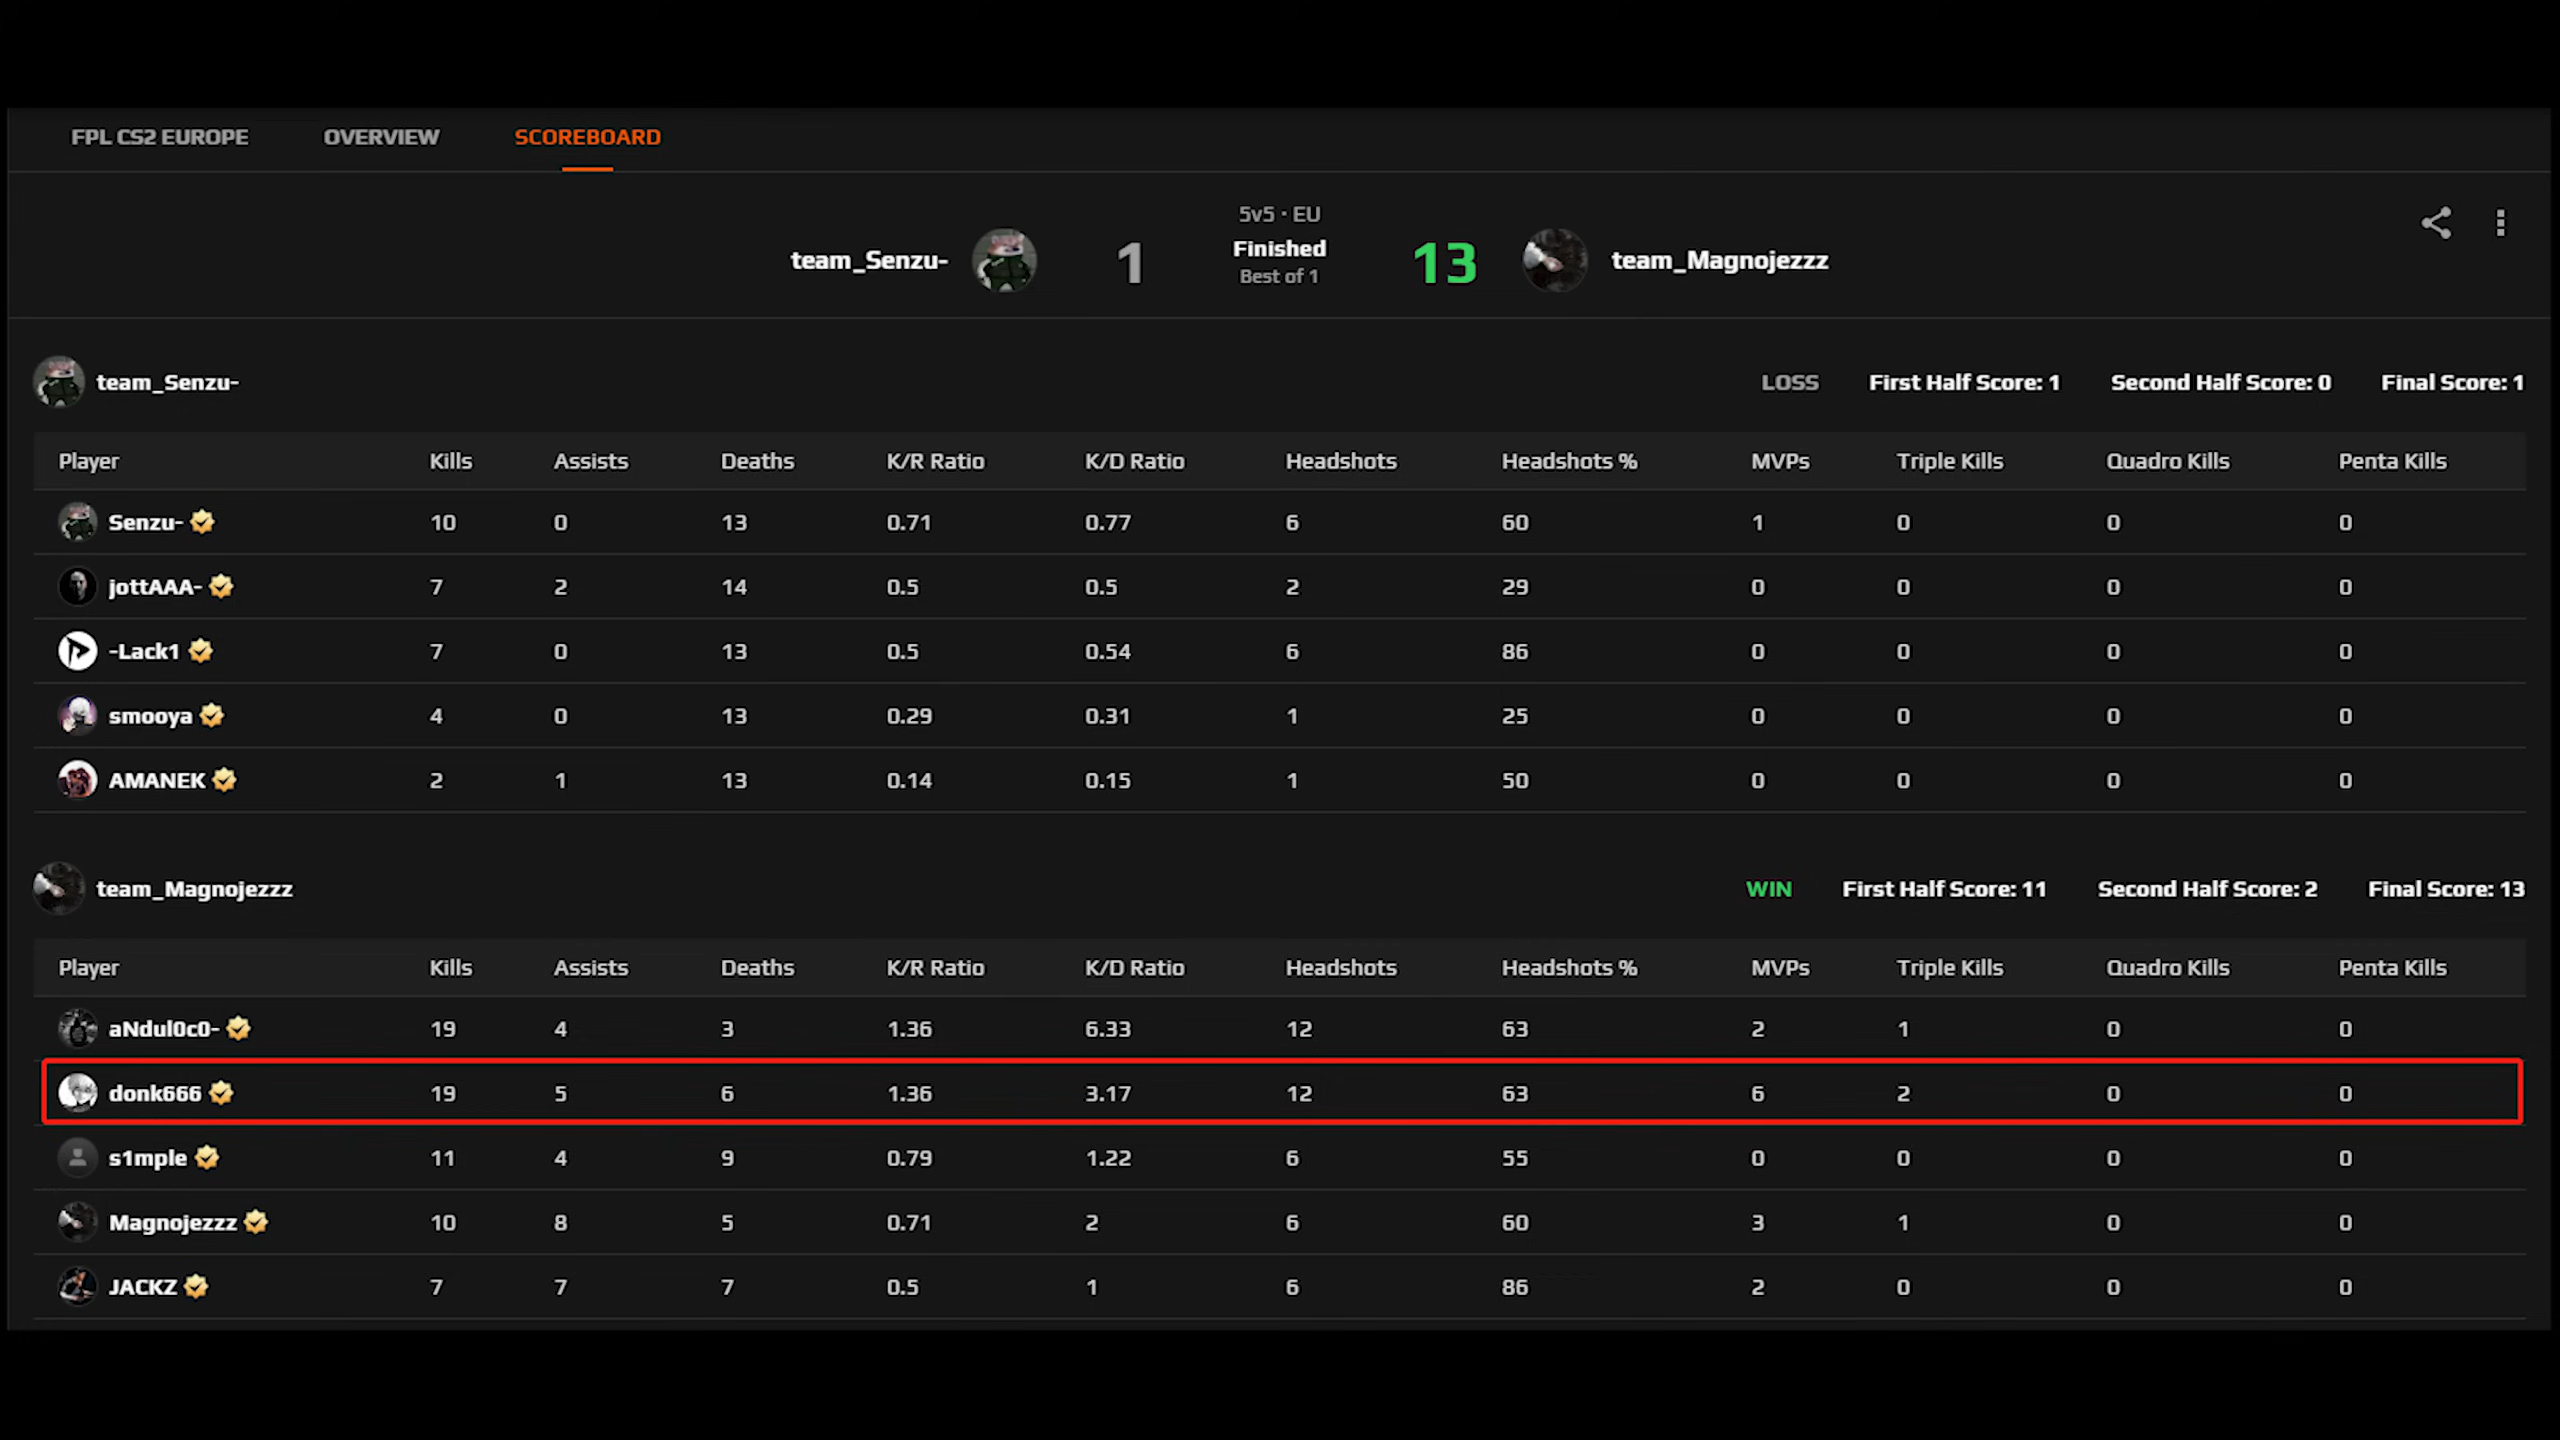 FPL CS2 EUROPE OVERVIEW SCOREBOARD
5v5 · EU
team_Senzu- 1 Finished 13 team_Magnojezzz
Best of 1
team_Senzu- LOSS First Half Score: 1 Second Half Score: 0 Final Score: 1
Player Kills Assists Deaths K/R Ratio K/D Ratio Headshots Headshots % MVPs Triple Kills Quadro Kills Penta Kills
Senzu- 10 0 13 0.71 0.77 6 60 1 0 0 0
jottAAA- 7 2 14 0.5 0.5 2 29 0 0 0 0
-Lack1 7 0 13 0.5 0.54 6 86 0 0 0 0
smooya 4 0 13 0.29 0.31 1 25 0 0 0 0
AMANEK 2 1 13 0.14 0.15 1 50 0 0 0 0
team_Magnojezzz WIN First Half Score: 11 Second Half Score: 2 Final Score: 13
Player Kills Assists Deaths K/R Ratio K/D Ratio Headshots Headshots % MVPs Triple Kills Quadro Kills Penta Kills
aNdul0c0- 19 4 3 1.36 6.33 12 63 2 1 0 0
donk666 19 5 6 1.36 3.17 12 63 6 2 0 0
s1mple 11 4 9 0.79 1.22 6 55 0 0 0 0
Magnojezzz 10 8 5 0.71 2 6 60 3 1 0 0
JACKZ 7 7 7 0.5 1 6 86 2 0 0 0